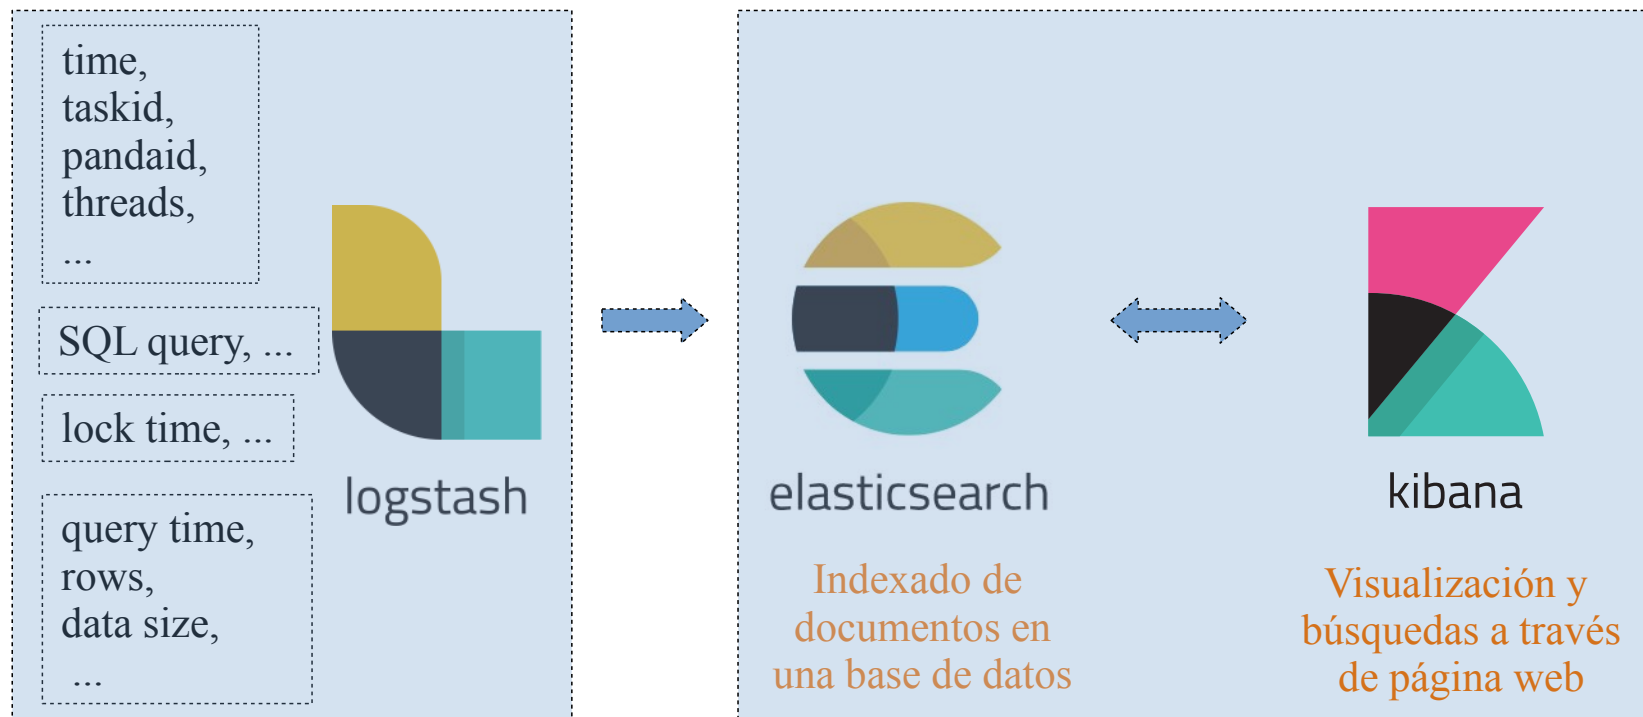 time,
taskid,
pandaid,
threads,
...
SQL query, ...
lock time, ...
query time,
rows,
data size,
...
logstash
elasticsearch
Indexado de
documentos en
una base de datos
kibana
Visualización y
búsquedas a través
de página web